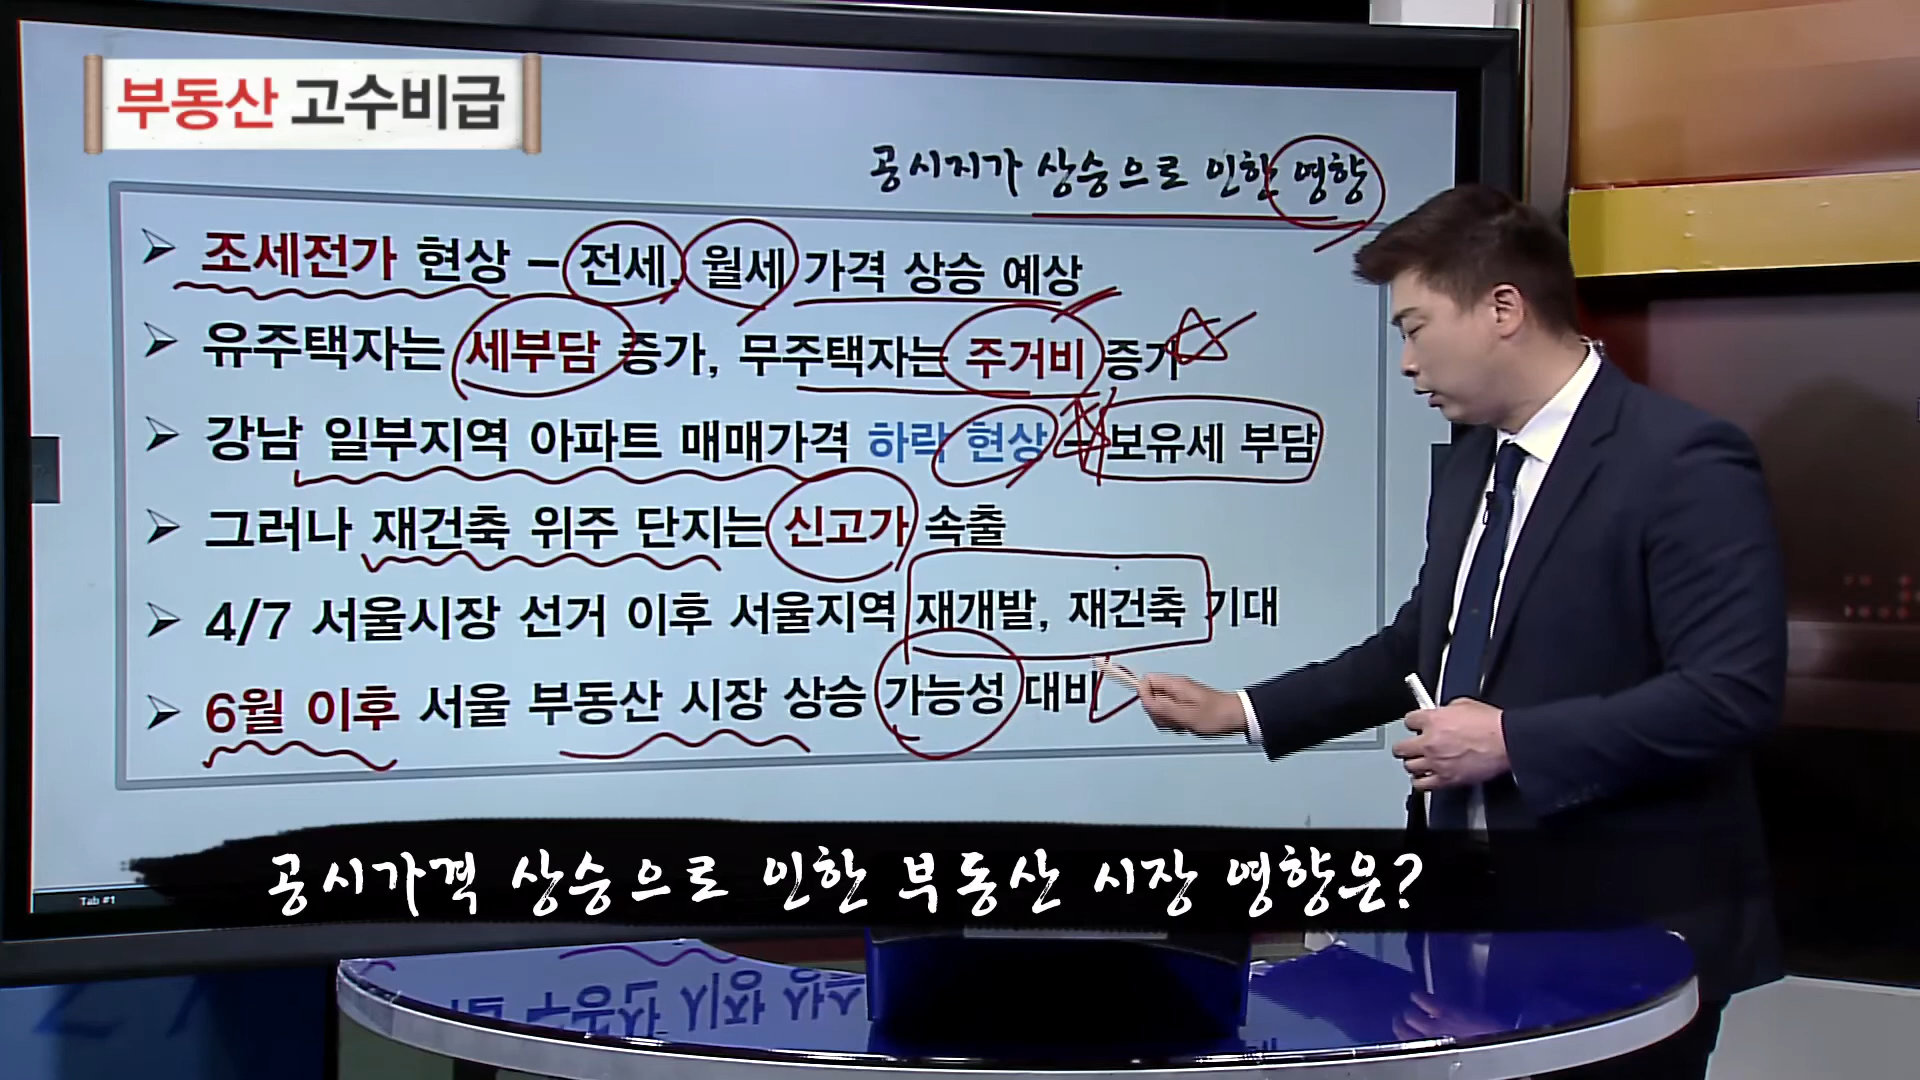 부동산 고수비급
공시지가 상승으로 인한 영향
➢ 조세전가 현상 – 전세, 월세 가격 상승 예상
➢ 유주택자는 세부담 증가, 무주택자는 주거비 증가
➢ 강남 일부지역 아파트 매매가격 하락 현상 – 보유세 부담
➢ 그러나 재건축 위주 단지는 신고가 속출
➢ 4/7 서울시장 선거 이후 서울지역 재개발, 재건축 기대
➢ 6월 이후 서울 부동산 시장 상승 가능성 대비
Tab #1
공시가격 상승으로 인한 부동산 시장 영향은?